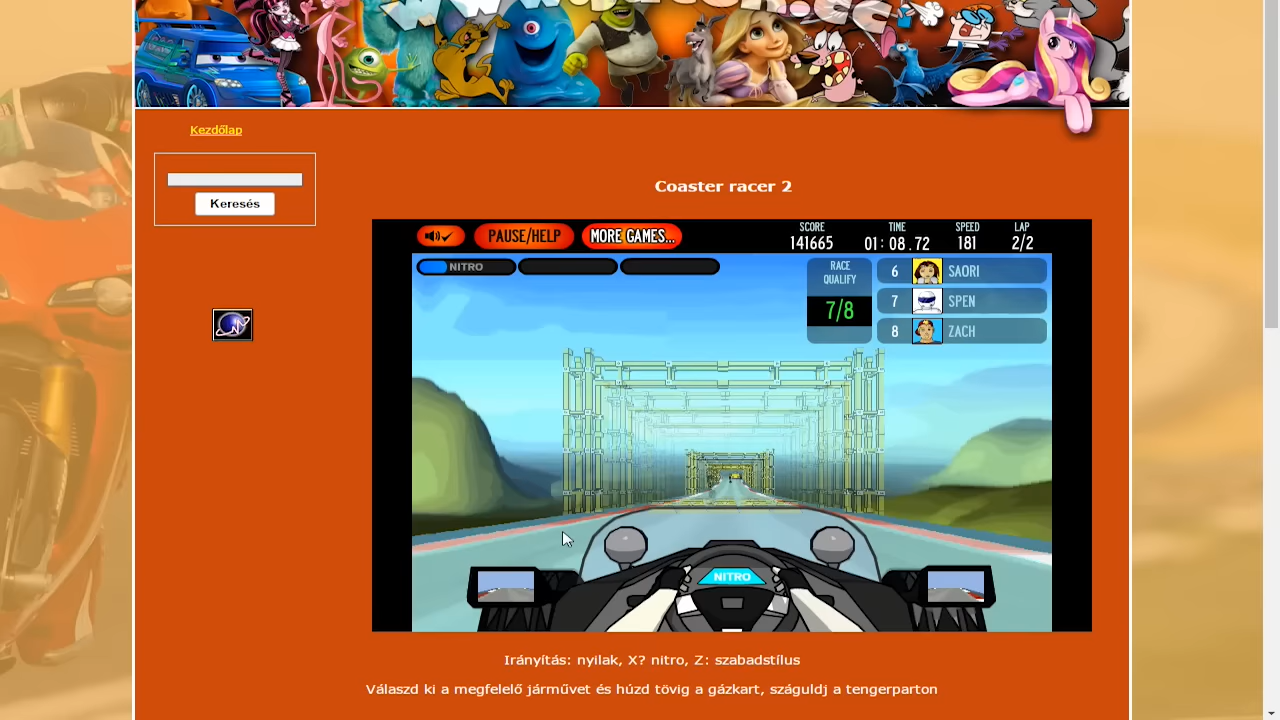 Kezdőlap
Keresés
Coaster racer 2
PAUSE/HELP
MORE GAMES...
SCORE
141665
TIME
01:08.72
SPEED
181
LAP
2/2
NITRO
RACE
QUALIFY
7/8
6 SAORI
7 SPEN
8 ZACH
NITRO
Irányítás: nyilak, X? nitro, Z: szabadstílus
Válaszd ki a megfelelő járművet és húzd tövig a gázkart, száguldj a tengerparton